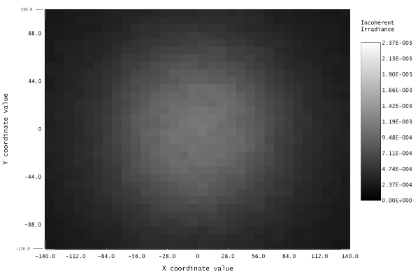 Incoherent
Irradiance
2.37E-003
2.13E-003
1.90E-003
1.66E-003
1.42E-003
1.19E-003
9.48E-004
7.11E-004
4.74E-004
2.37E-004
0.00E+000
88.0
44.0
0
-44.0
-88.0
Y coordinate value
-140.0 -112.0 -84.0 -56.0 -28.0 0 28.0 56.0 84.0 112.0 140.0
X coordinate value